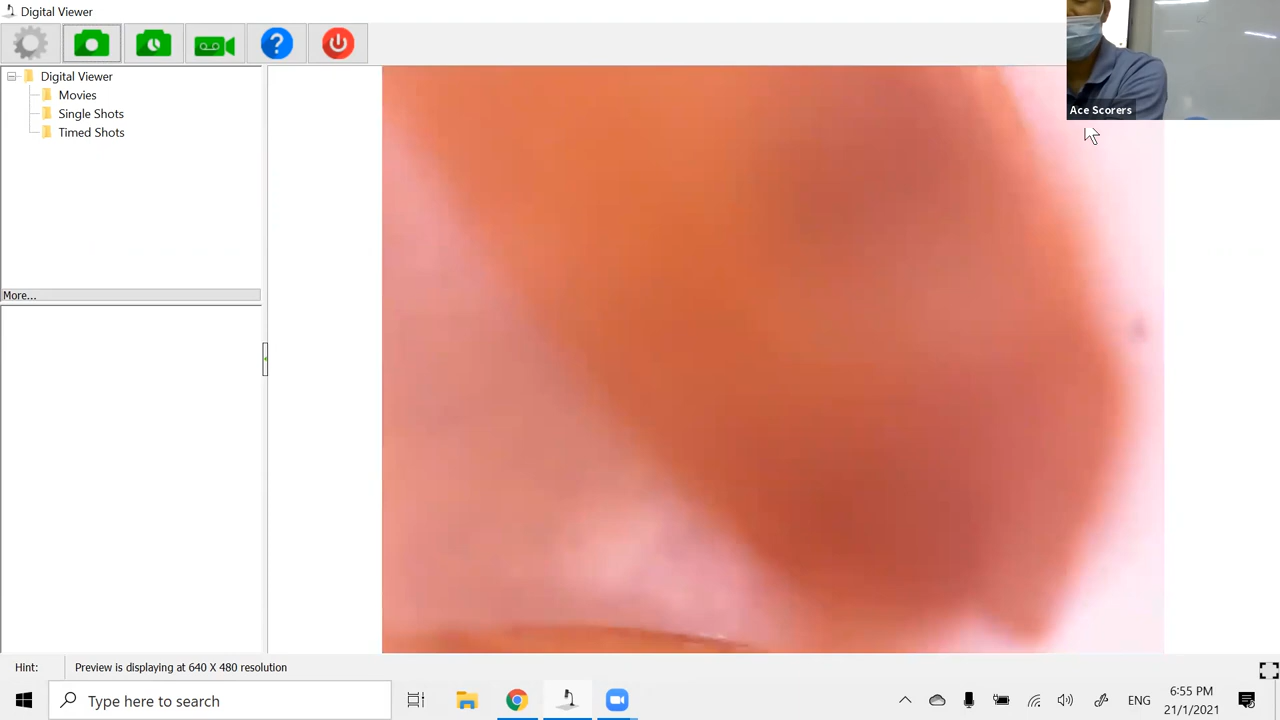 Digital Viewer
Ace Scorers
Digital Viewer
Movies
Single Shots
Timed Shots
More...
Hint:
Preview is displaying at 640 X 480 resolution
Type here to search
ENG
6:55 PM
21/1/2021